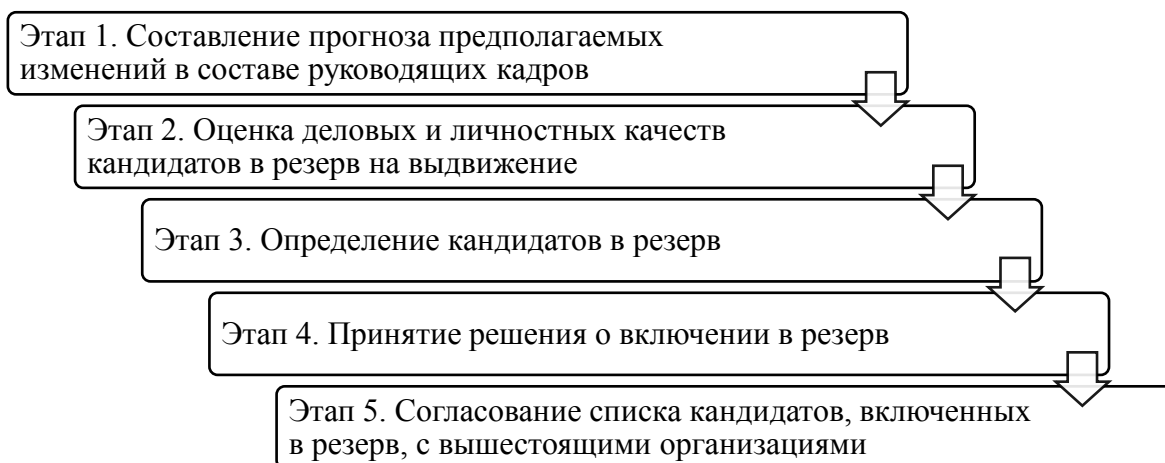 Этап 1. Составление прогноза предполагаемых
изменений в составе руководящих кадров
Этап 2. Оценка деловых и личностных качеств
кандидатов в резерв на выдвижение
Этап 3. Определение кандидатов в резерв
Этап 4. Принятие решения о включении в резерв
Этап 5. Согласование списка кандидатов, включенных
в резерв, с вышестоящими организациями